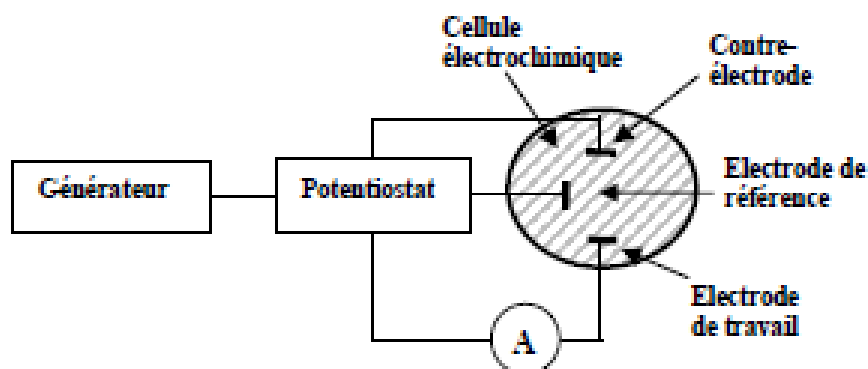 Cellule
électrochimique
Contre-
électrode
Générateur
Potentiostat
Electrode de
référence
Electrode
de travail
A